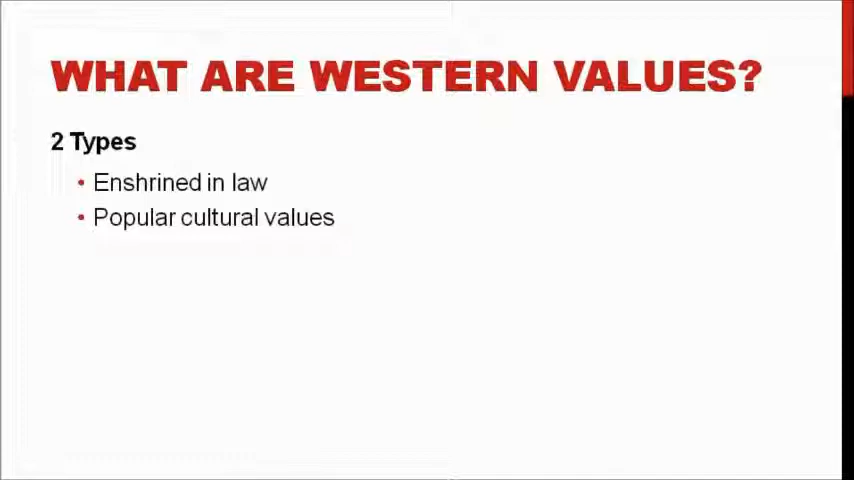 WHAT ARE WESTERN VALUES?
2 Types
• Enshrined in law
• Popular cultural values